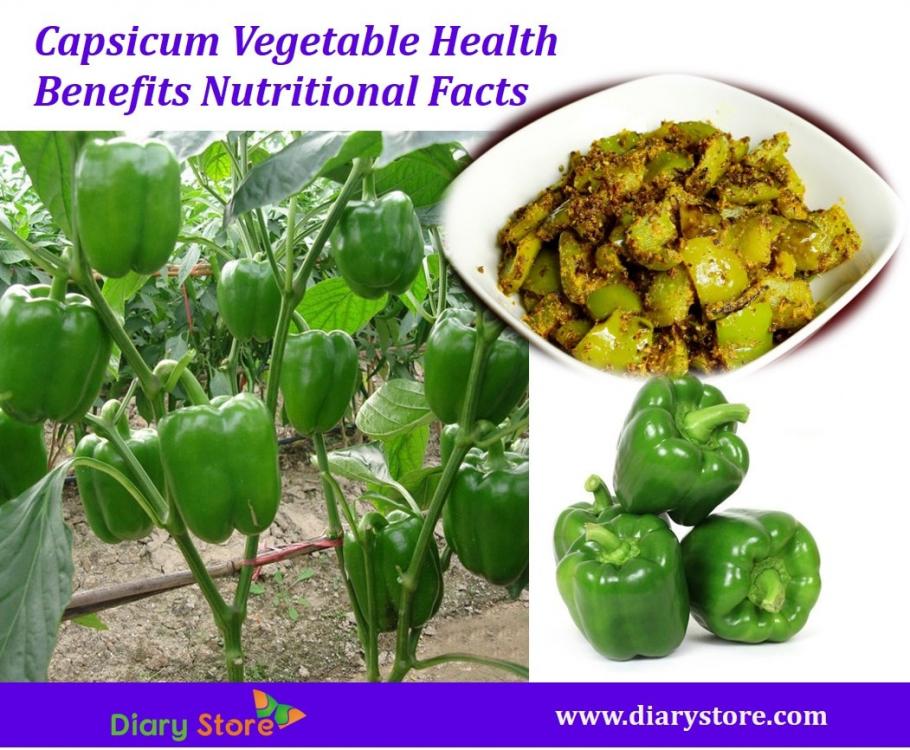 Capsicum Vegetable Health
Benefits Nutritional Facts
Diary Store
www.diarystore.com